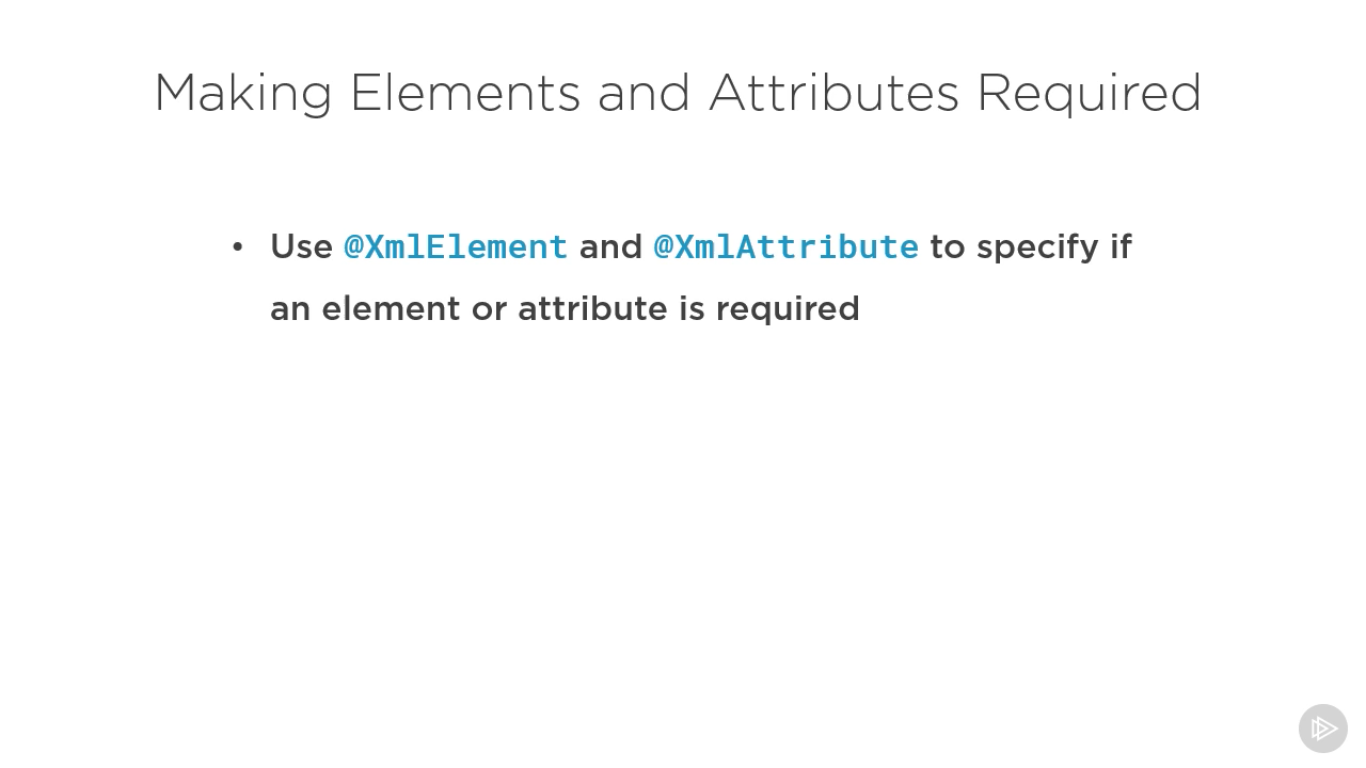 Making Elements and Attributes Required
• Use @XmlElement and @XmlAttribute to specify if
an element or attribute is required